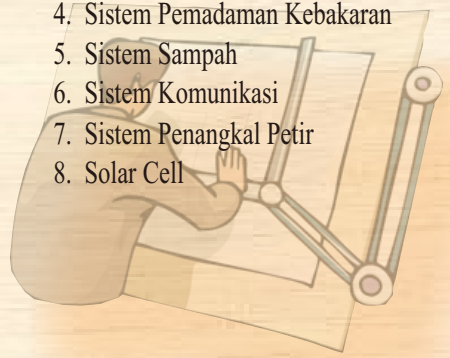 4. Sistem Pemadaman Kebakaran
5. Sistem Sampah
6. Sistem Komunikasi
7. Sistem Penangkal Petir
8. Solar Cell